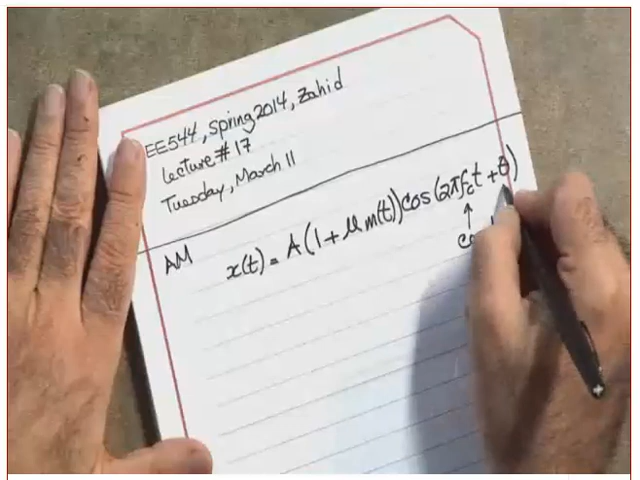 EE544, Spring 2014, Zahid
Lecture # 17
Tuesday, March 11
AM x(t) = A(1 + μ m(t)) cos(2πf_c t + θ)
↑